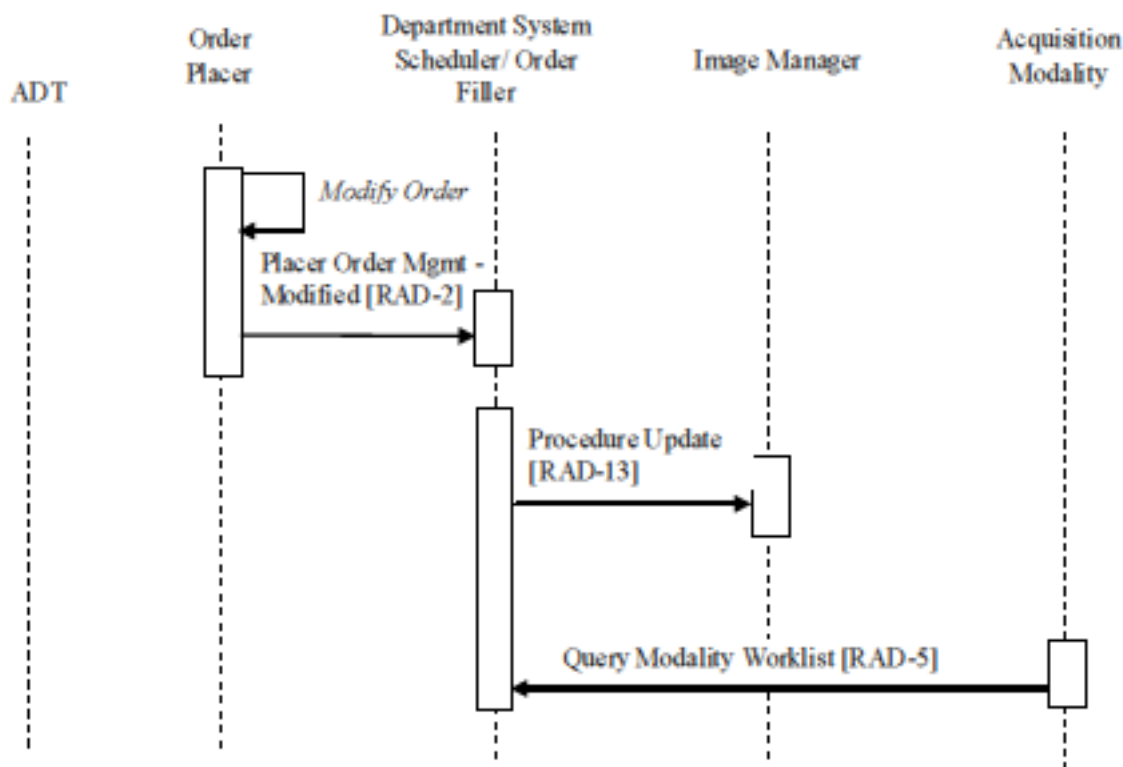 ADT
Order
Placer
Department System
Scheduler/ Order
Filler
Image Manager
Acquisition
Modality
Modify Order
Placer Order Mgmt -
Modified [RAD-2]
Procedure Update
[RAD-13]
Query Modality Worklist [RAD-5]